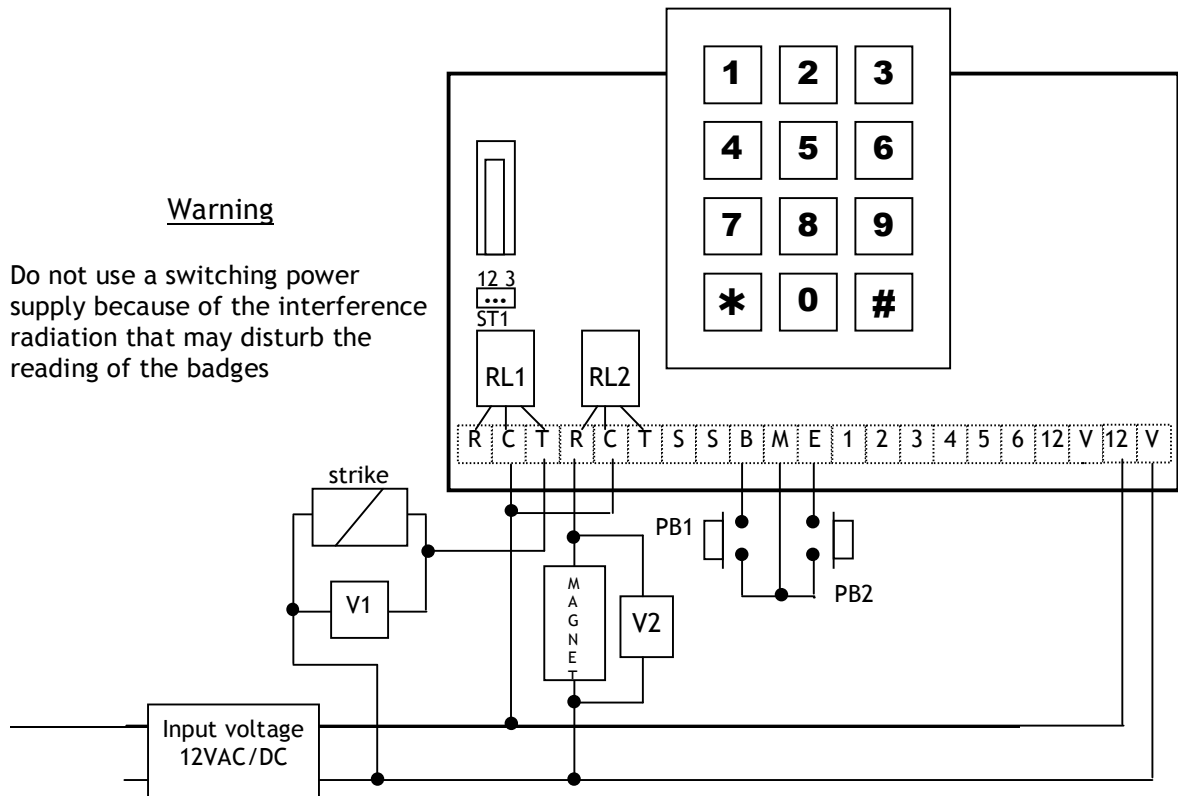 1 2 3
4 5 6
7 8 9
* 0 #
Warning
Do not use a switching power
supply because of the interference
radiation that may disturb the
reading of the badges
12 3
ST1
RL1 RL2
R C T R C T S S B M E 1 2 3 4 5 6 12 V 12 V
strike
PB1
PB2
V1
MAGNET
V2
Input voltage
12VAC/DC